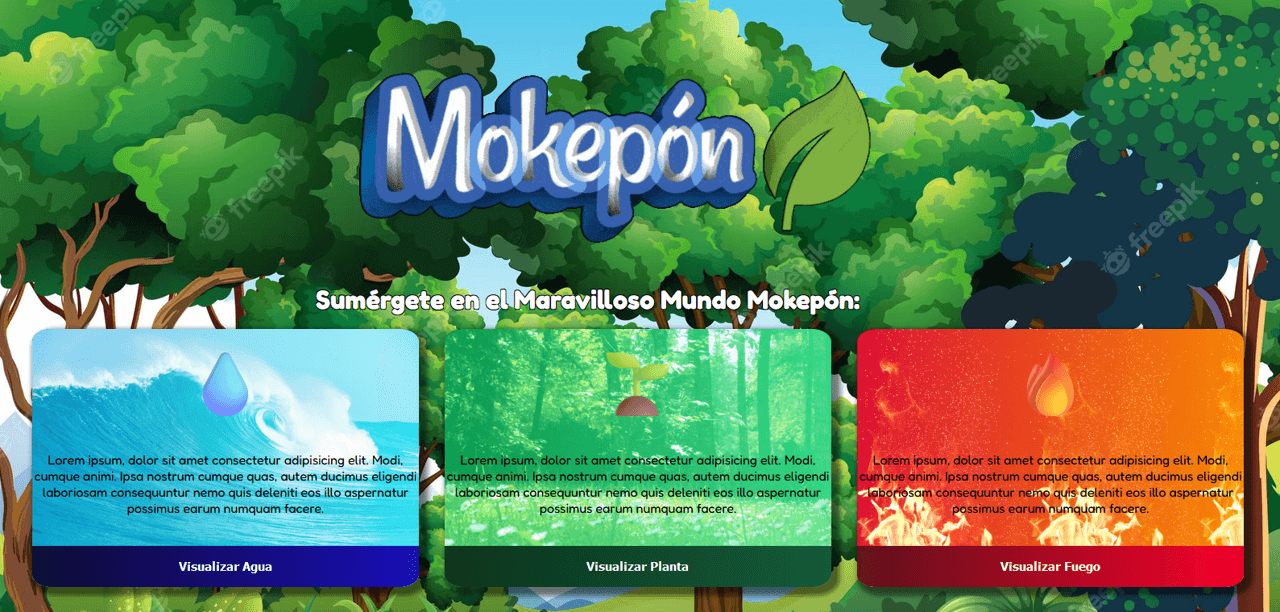 Mokepón
Sumérgete en el Maravilloso Mundo Mokepón:
Lorem ipsum, dolor sit amet consectetur adipisicing elit. Modi,
cumque animi. Ipsa nostrum cumque quas, autem ducimus eligendi
laboriosam consequuntur nemo quis deleniti eos illo aspernatur
possimus earum numquam facere.
Visualizar Agua
Lorem ipsum, dolor sit amet consectetur adipisicing elit. Modi,
cumque animi. Ipsa nostrum cumque quas, autem ducimus eligendi
laboriosam consequuntur nemo quis deleniti eos illo aspernatur
possimus earum numquam facere.
Visualizar Planta
Lorem ipsum, dolor sit amet consectetur adipisicing elit. Modi,
cumque animi. Ipsa nostrum cumque quas, autem ducimus eligendi
laboriosam consequuntur nemo quis deleniti eos illo aspernatur
possimus earum numquam facere.
Visualizar Fuego
freepik
freepik
freepik
freepik